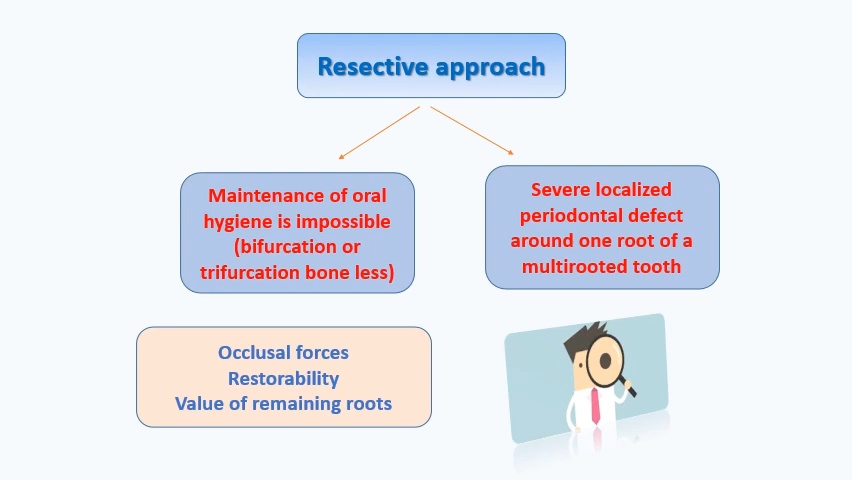 Resective approach
Maintenance of oral
hygiene is impossible
(bifurcation or
trifurcation bone less)
Severe localized
periodontal defect
around one root of a
multirooted tooth
Occlusal forces
Restorability
Value of remaining roots